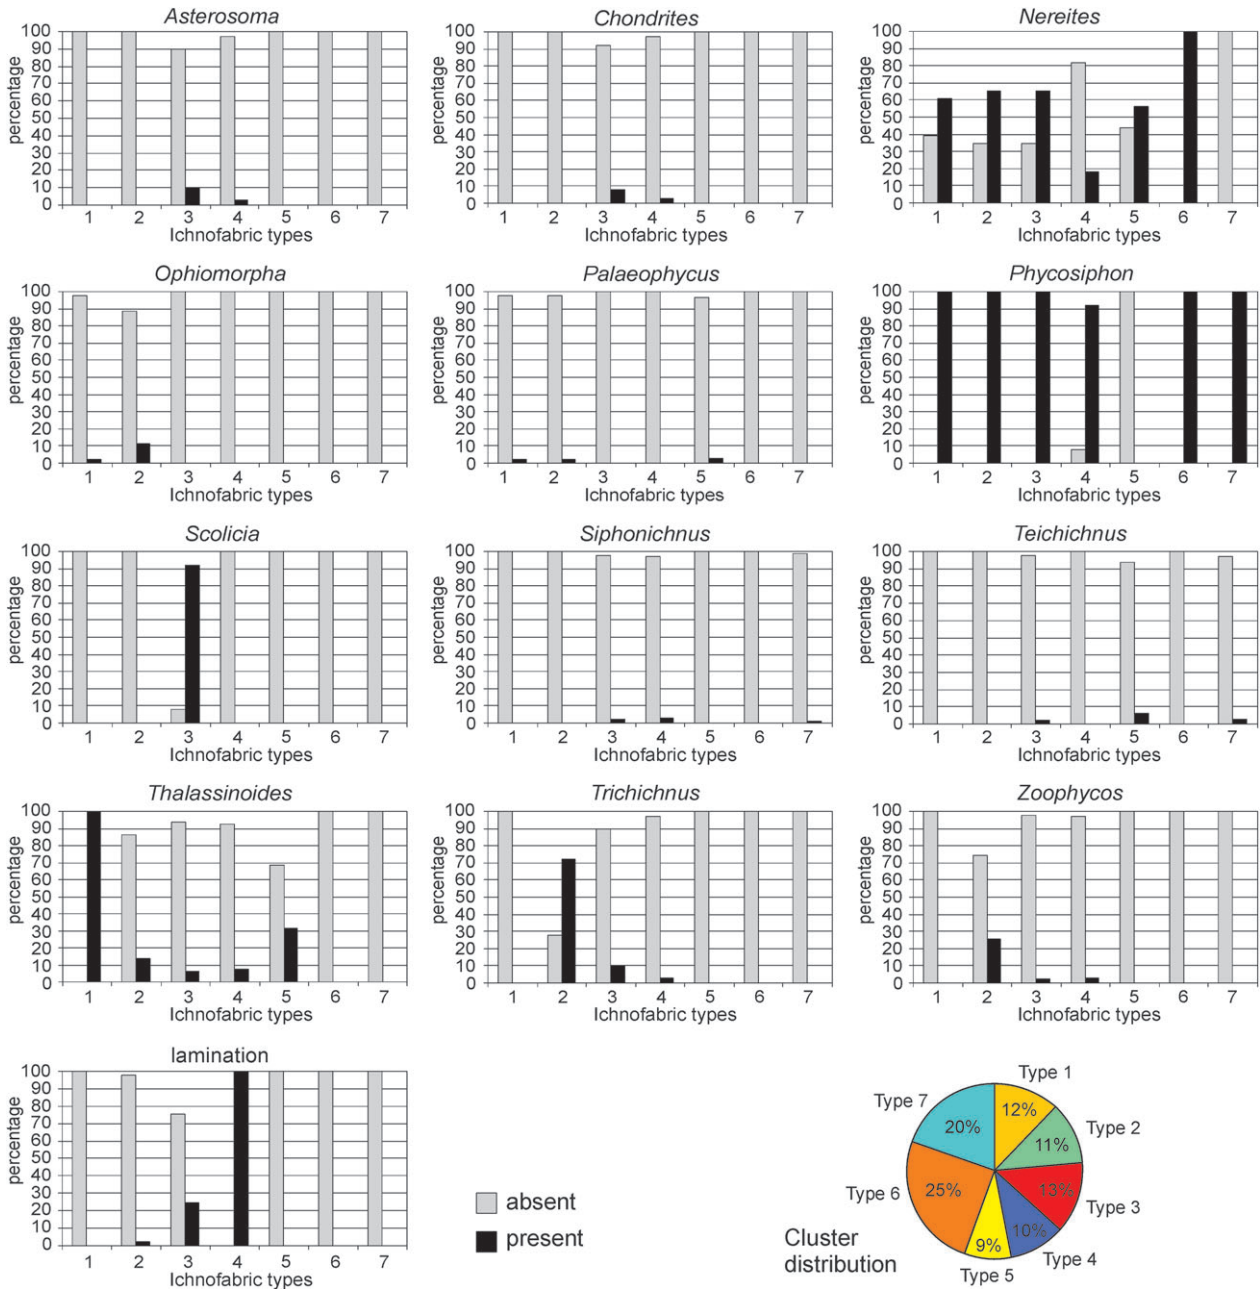 Asterosoma
percentage
100
90
80
70
60
50
40
30
20
10
0
1 2 3 4 5 6 7
Ichnofabric types
Chondrites
percentage
100
90
80
70
60
50
40
30
20
10
0
1 2 3 4 5 6 7
Ichnofabric types
Nereites
percentage
100
90
80
70
60
50
40
30
20
10
0
1 2 3 4 5 6 7
Ichnofabric types
Ophiomorpha
percentage
100
90
80
70
60
50
40
30
20
10
0
1 2 3 4 5 6 7
Ichnofabric types
Palaeophycus
percentage
100
90
80
70
60
50
40
30
20
10
0
1 2 3 4 5 6 7
Ichnofabric types
Phycosiphon
percentage
100
90
80
70
60
50
40
30
20
10
0
1 2 3 4 5 6 7
Ichnofabric types
Scolicia
percentage
100
90
80
70
60
50
40
30
20
10
0
1 2 3 4 5 6 7
Ichnofabric types
Siphonichnus
percentage
100
90
80
70
60
50
40
30
20
10
0
1 2 3 4 5 6 7
Ichnofabric types
Teichichnus
percentage
100
90
80
70
60
50
40
30
20
10
0
1 2 3 4 5 6 7
Ichnofabric types
Thalassinoides
percentage
100
90
80
70
60
50
40
30
20
10
0
1 2 3 4 5 6 7
Ichnofabric types
Trichichnus
percentage
100
90
80
70
60
50
40
30
20
10
0
1 2 3 4 5 6 7
Ichnofabric types
Zoophycos
percentage
100
90
80
70
60
50
40
30
20
10
0
1 2 3 4 5 6 7
Ichnofabric types
lamination
percentage
100
90
80
70
60
50
40
30
20
10
0
1 2 3 4 5 6 7
Ichnofabric types
absent
present
Cluster
distribution
Type 1
12%
Type 2
11%
Type 3
13%
Type 4
10%
Type 5
9%
Type 6
25%
Type 7
20%